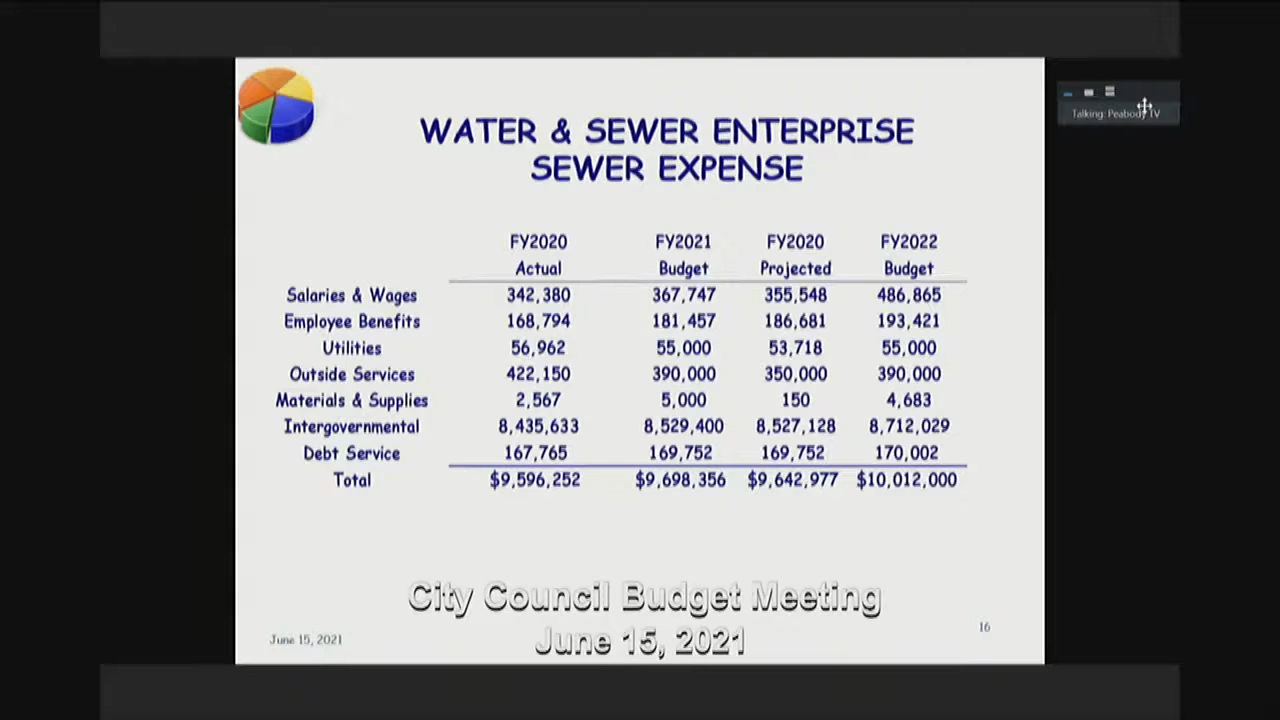 Talking: Peabody TV
WATER & SEWER ENTERPRISE
SEWER EXPENSE
FY2020 FY2021 FY2020 FY2022
Actual Budget Projected Budget
Salaries & Wages 342,380 367,747 355,548 486,865
Employee Benefits 168,794 181,457 186,681 193,421
Utilities 56,962 55,000 53,718 55,000
Outside Services 422,150 390,000 350,000 390,000
Materials & Supplies 2,567 5,000 150 4,683
Intergovernmental 8,435,633 8,529,400 8,527,128 8,712,029
Debt Service 167,765 169,752 169,752 170,002
Total $9,596,252 $9,698,356 $9,642,977 $10,012,000
City Council Budget Meeting
June 15, 2021
June 15, 2021
16